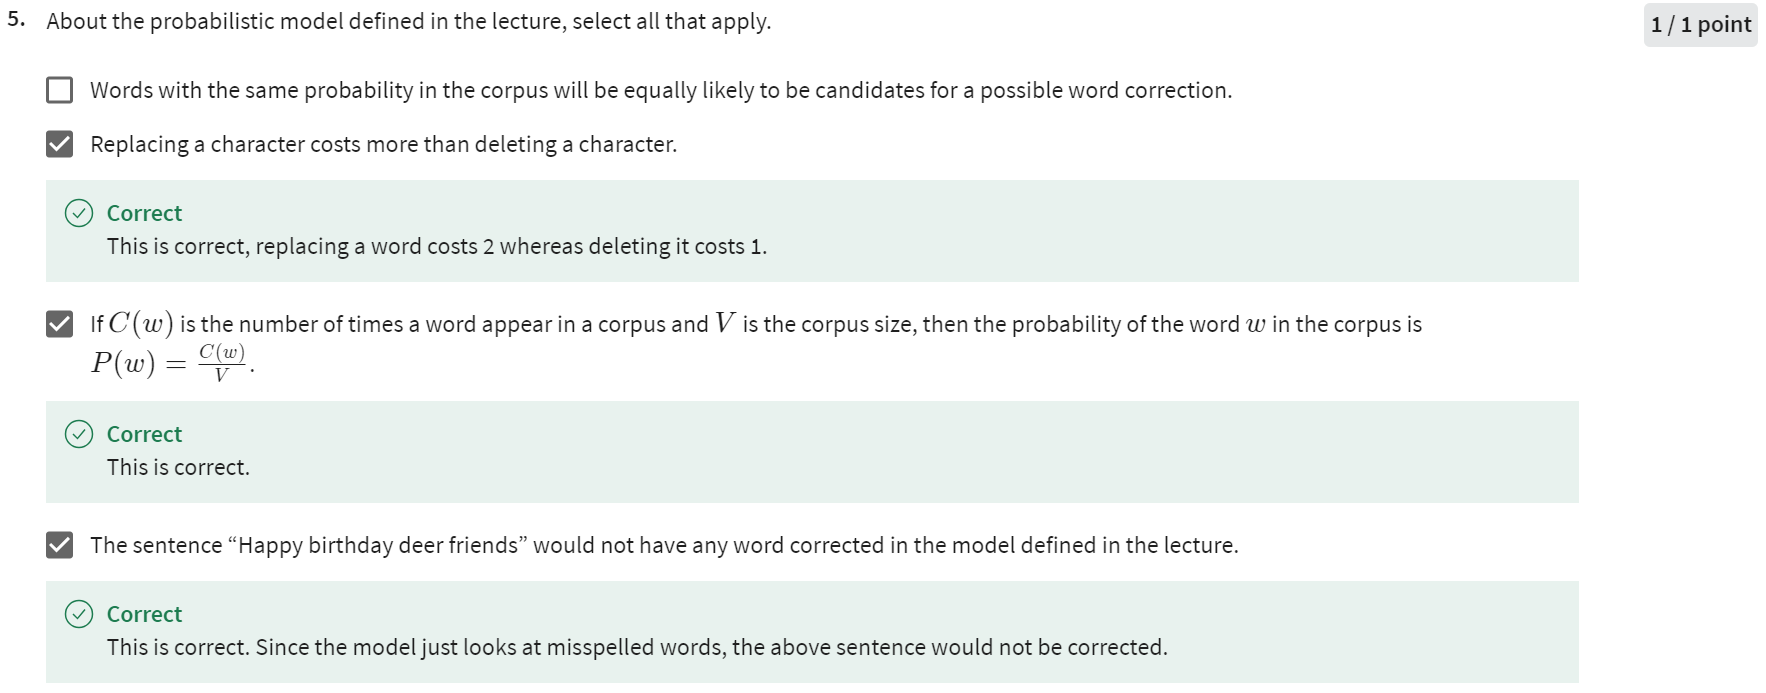 5. About the probabilistic model defined in the lecture, select all that apply.
1 / 1 point
Words with the same probability in the corpus will be equally likely to be candidates for a possible word correction.
Replacing a character costs more than deleting a character.
Correct
This is correct, replacing a word costs 2 whereas deleting it costs 1.
If C(w) is the number of times a word appear in a corpus and V is the corpus size, then the probability of the word w in the corpus is
P(w) = C(w)/V.
Correct
This is correct.
The sentence “Happy birthday deer friends” would not have any word corrected in the model defined in the lecture.
Correct
This is correct. Since the model just looks at misspelled words, the above sentence would not be corrected.